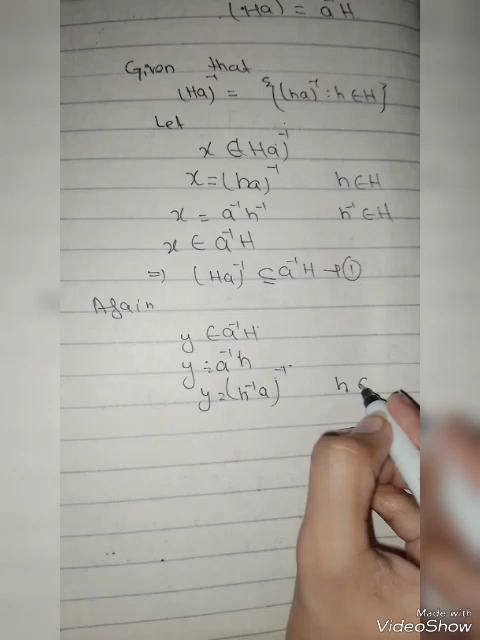 (Ha)⁻¹ = a⁻¹H
Given that
(Ha)⁻¹ = {(ha)⁻¹ : h ∈ H}
Let
x ∈ (Ha)⁻¹
x = (ha)⁻¹ h ∈ H
x = a⁻¹h⁻¹ h⁻¹ ∈ H
x ∈ a⁻¹H
⇒ (Ha)⁻¹ ⊆ a⁻¹H → ①
Again
y ∈ a⁻¹H
y = a⁻¹h
y = (h⁻¹a)⁻¹ h ∈
Made with
VideoShow